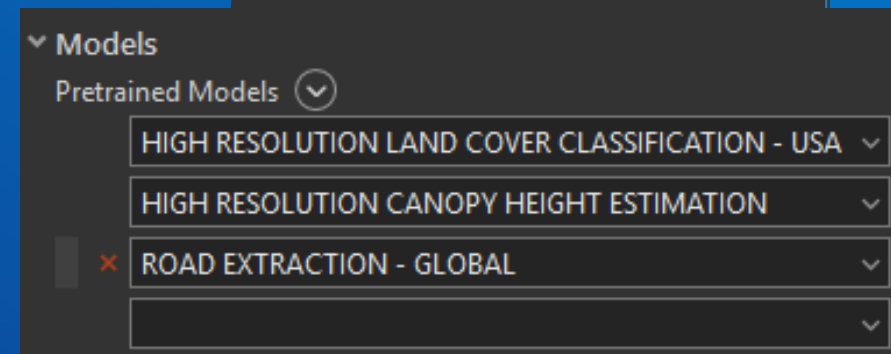 Models
Pretrained Models
HIGH RESOLUTION LAND COVER CLASSIFICATION - USA
HIGH RESOLUTION CANOPY HEIGHT ESTIMATION
ROAD EXTRACTION - GLOBAL